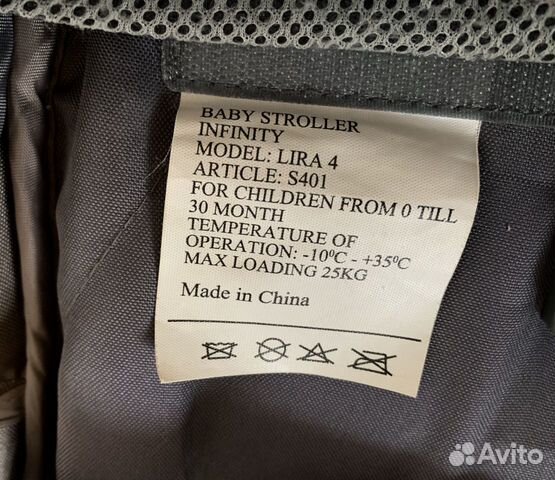 BABY STROLLER
INFINITY
MODEL: LIRA 4
ARTICLE: S401
FOR CHILDREN FROM 0 TILL
30 MONTH
TEMPERATURE OF
OPERATION: -10⁰C - +35⁰C
MAX LOADING 25KG
Made in China
Avito